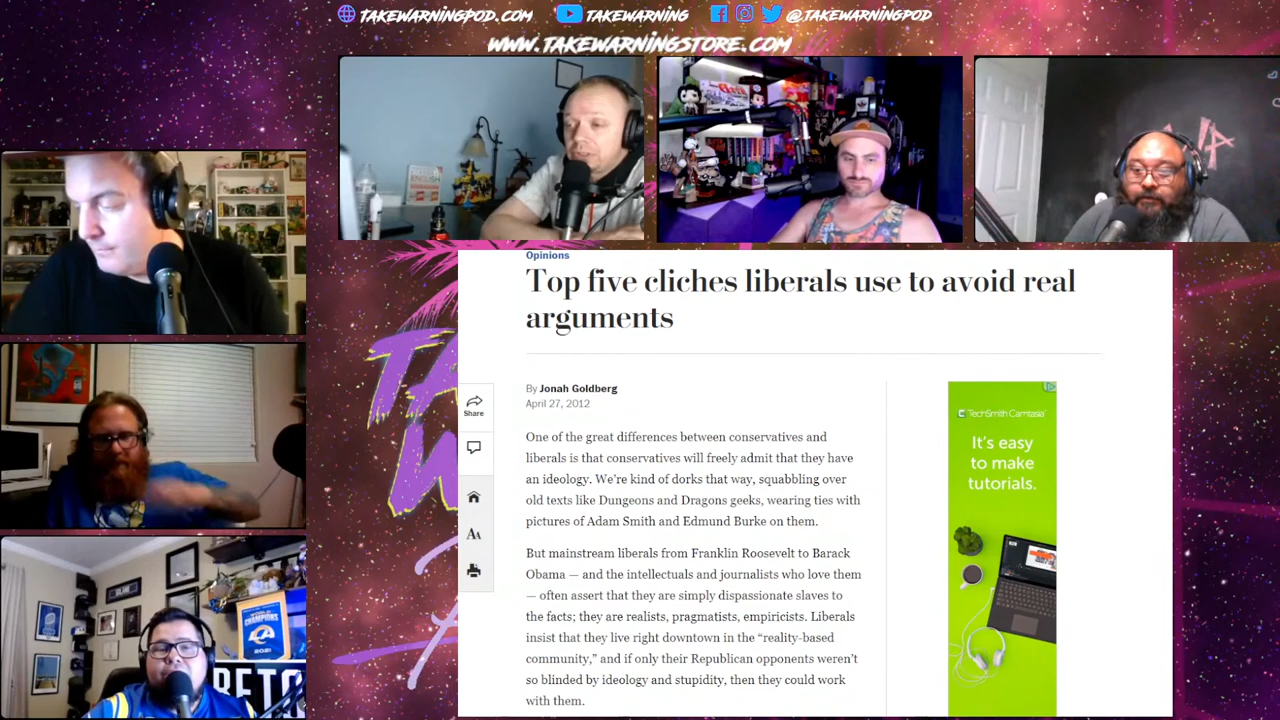 TAKEWARNINGPOD.COM
TAKEWARNING
@TAKEWARNINGPOD
WWW.TAKEWARNINGSTORE.COM
ENGLISH
Opinions
Top five cliches liberals use to avoid real
arguments
By Jonah Goldberg
April 27, 2012
Share
One of the great differences between conservatives and
liberals is that conservatives will freely admit that they have
an ideology. We're kind of dorks that way, squabbling over
old texts like Dungeons and Dragons geeks, wearing ties with
pictures of Adam Smith and Edmund Burke on them.
But mainstream liberals from Franklin Roosevelt to Barack
Obama — and the intellectuals and journalists who love them
— often assert that they are simply dispassionate slaves to
the facts; they are realists, pragmatists, empiricists. Liberals
insist that they live right downtown in the “reality-based
community,” and if only their Republican opponents weren't
so blinded by ideology and stupidity, then they could work
with them.
AA
TechSmith Camtasia
It's easy
to make
tutorials.
CHAMPIONS
2021